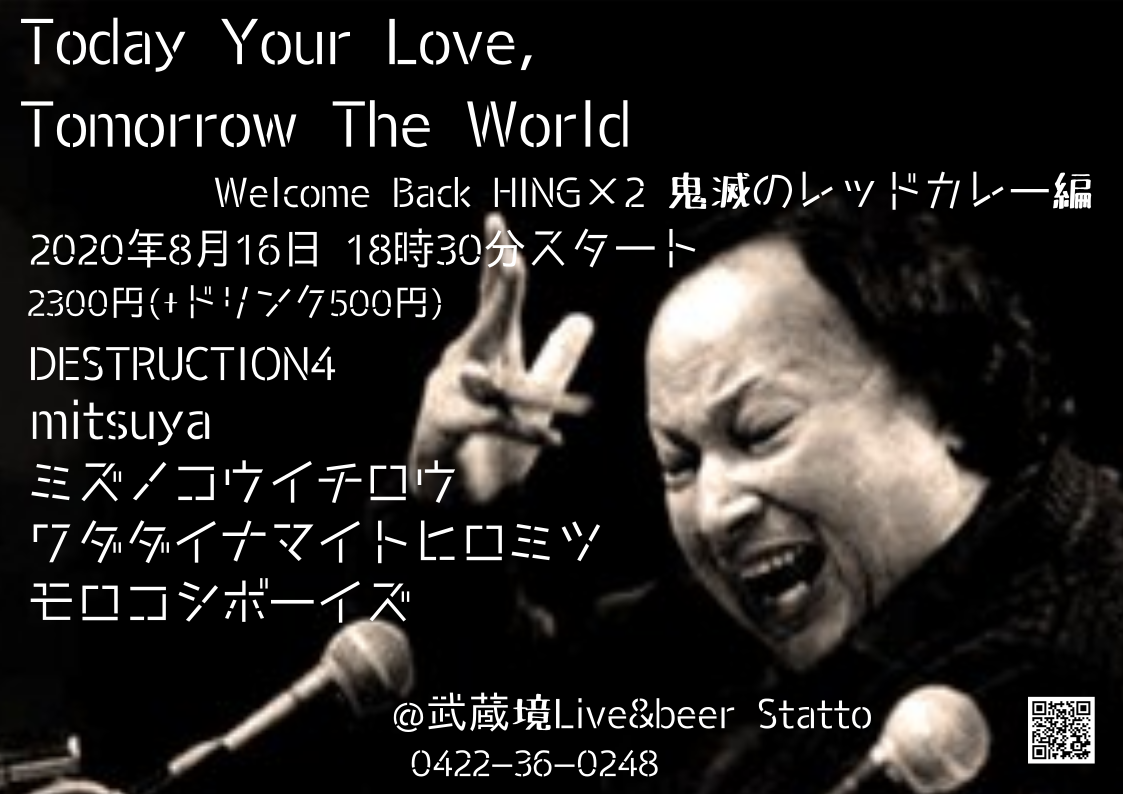 Today Your Love,
Tomorrow The World
Welcome Back HING×2 鬼滅のレッドカレー編
2020年8月16日 18時30分スタート
2300円(+ドリンク500円)
DESTRUCTION4
mitsuya
ミズノコウイチロウ
ワダダイナマイトヒロミツ
モロコシボーイズ
@武蔵境Live&beer Statto
0422-36-0248